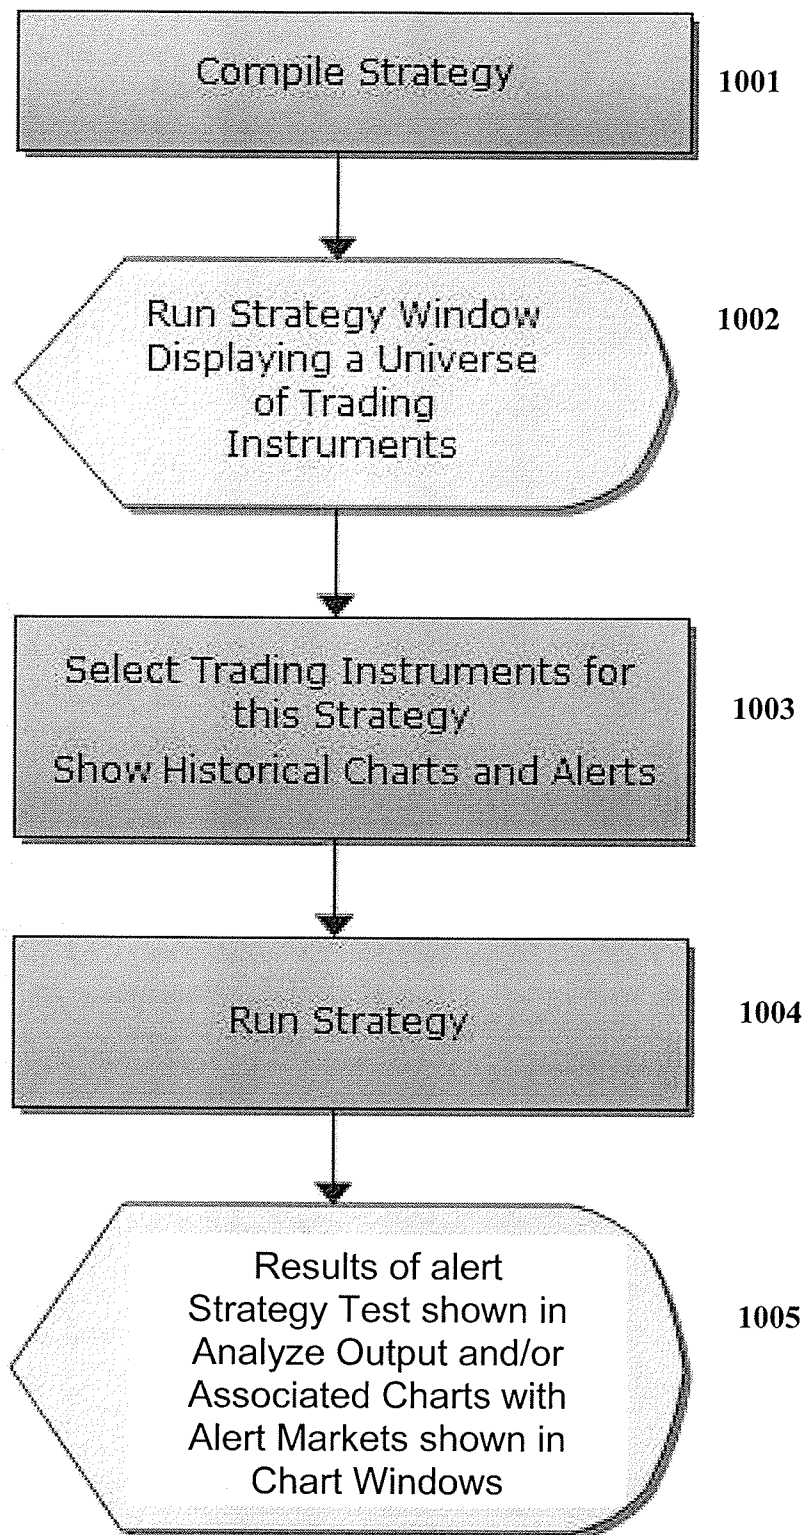 Compile Strategy
1001
Run Strategy Window
Displaying a Universe
of Trading
Instruments
1002
Select Trading Instruments for
this Strategy
Show Historical Charts and Alerts
1003
Run Strategy
1004
Results of alert
Strategy Test shown in
Analyze Output and/or
Associated Charts with
Alert Markets shown in
Chart Windows
1005